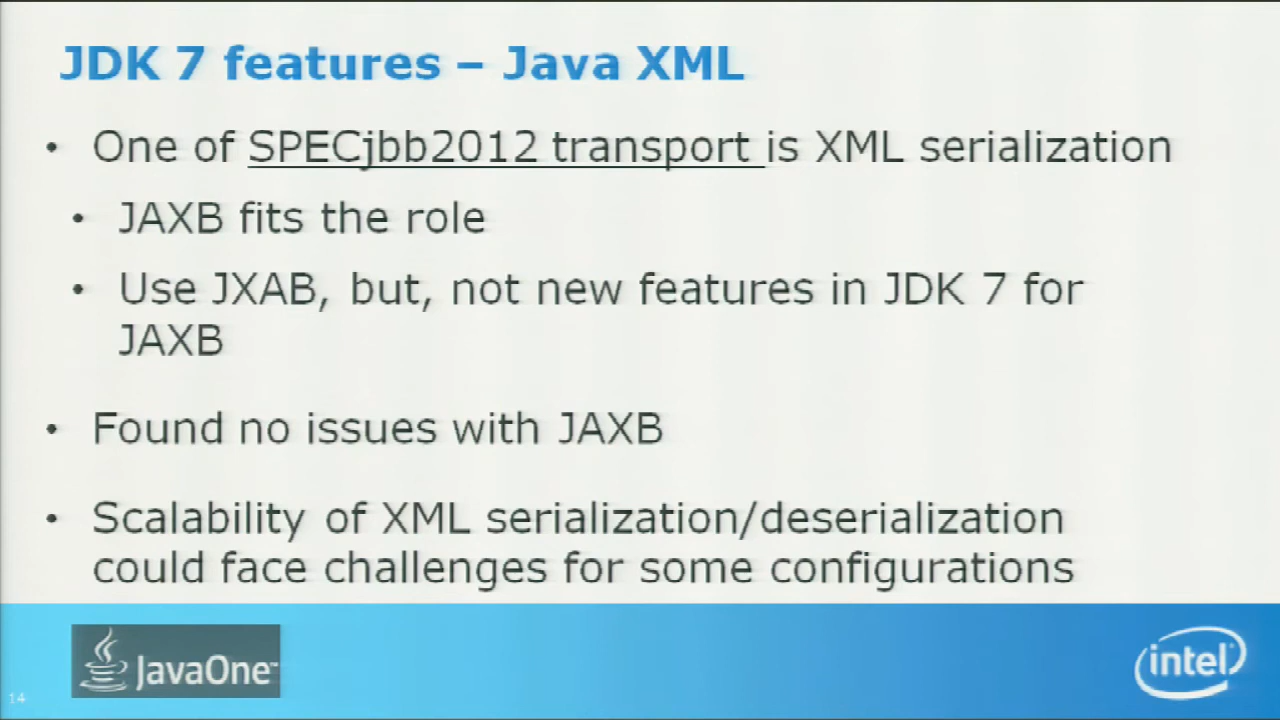 JDK 7 features – Java XML
• One of SPECjbb2012 transport is XML serialization
• JAXB fits the role
• Use JXAB, but, not new features in JDK 7 for
JAXB
• Found no issues with JAXB
• Scalability of XML serialization/deserialization
could face challenges for some configurations
14
JavaOne™
intel